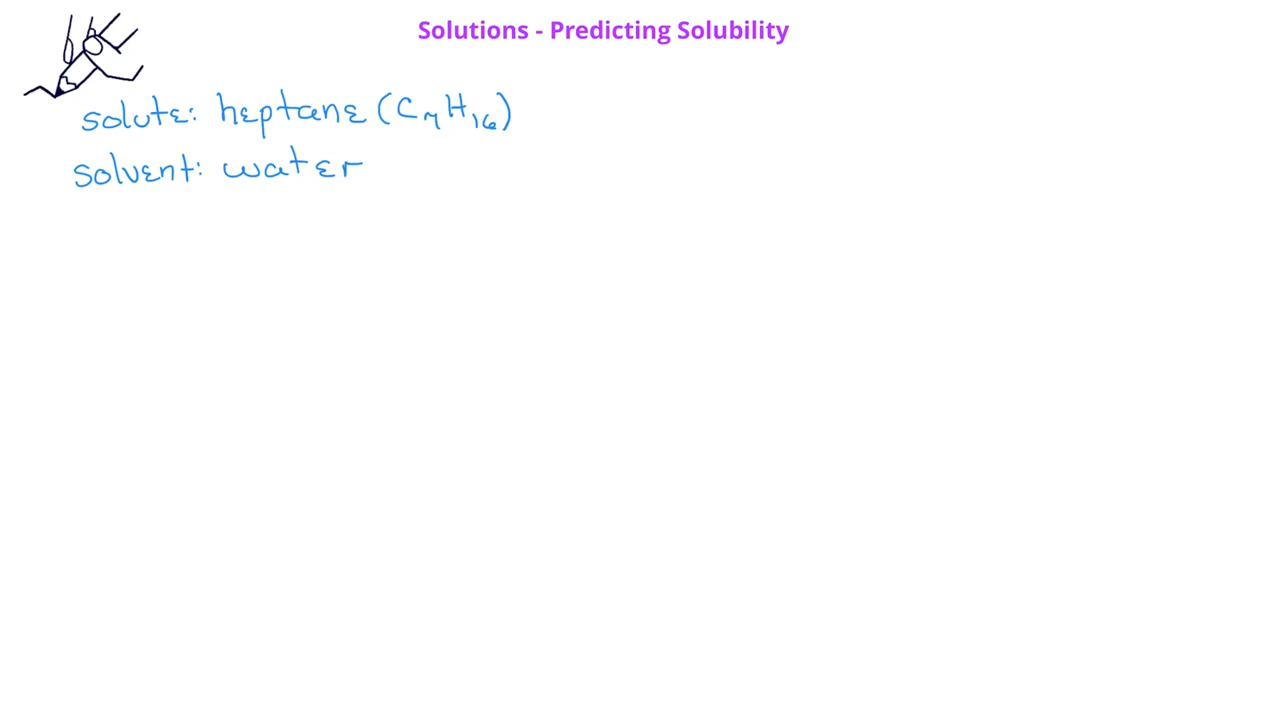 Solutions - Predicting Solubility
solute: heptane (C₇H₁₆)
solvent: water